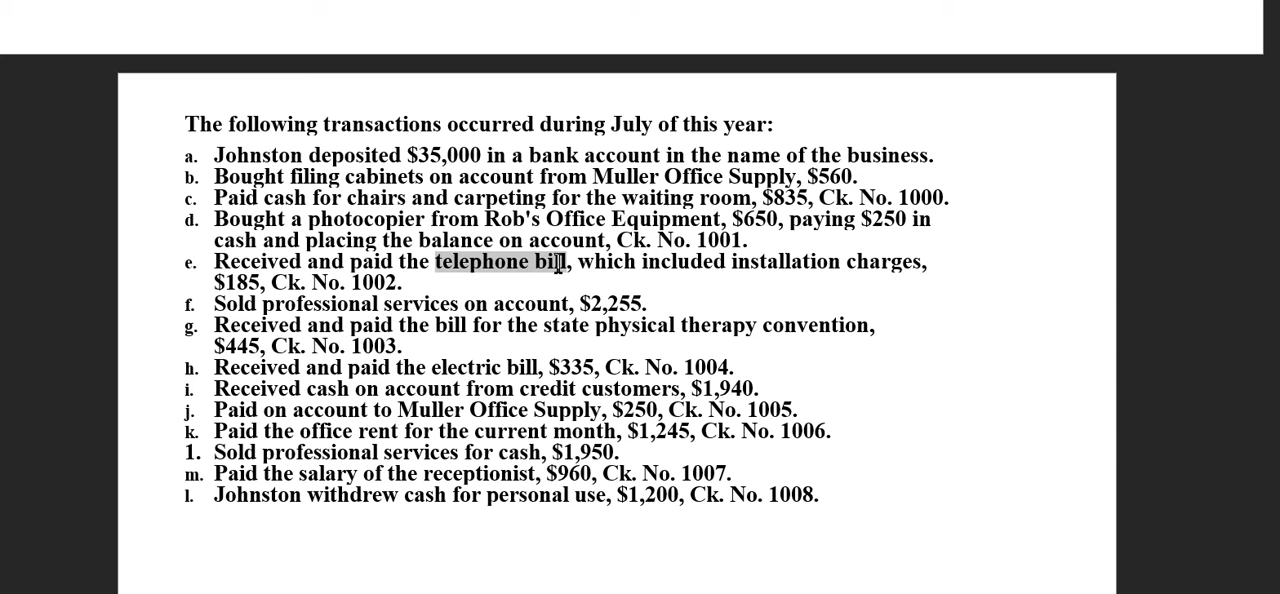 The following transactions occurred during July of this year:
a. Johnston deposited $35,000 in a bank account in the name of the business.
b. Bought filing cabinets on account from Muller Office Supply, $560.
c. Paid cash for chairs and carpeting for the waiting room, $835, Ck. No. 1000.
d. Bought a photocopier from Rob's Office Equipment, $650, paying $250 in
cash and placing the balance on account, Ck. No. 1001.
e. Received and paid the telephone bill, which included installation charges,
$185, Ck. No. 1002.
f. Sold professional services on account, $2,255.
g. Received and paid the bill for the state physical therapy convention,
$445, Ck. No. 1003.
h. Received and paid the electric bill, $335, Ck. No. 1004.
i. Received cash on account from credit customers, $1,940.
j. Paid on account to Muller Office Supply, $250, Ck. No. 1005.
k. Paid the office rent for the current month, $1,245, Ck. No. 1006.
1. Sold professional services for cash, $1,950.
m. Paid the salary of the receptionist, $960, Ck. No. 1007.
l. Johnston withdrew cash for personal use, $1,200, Ck. No. 1008.